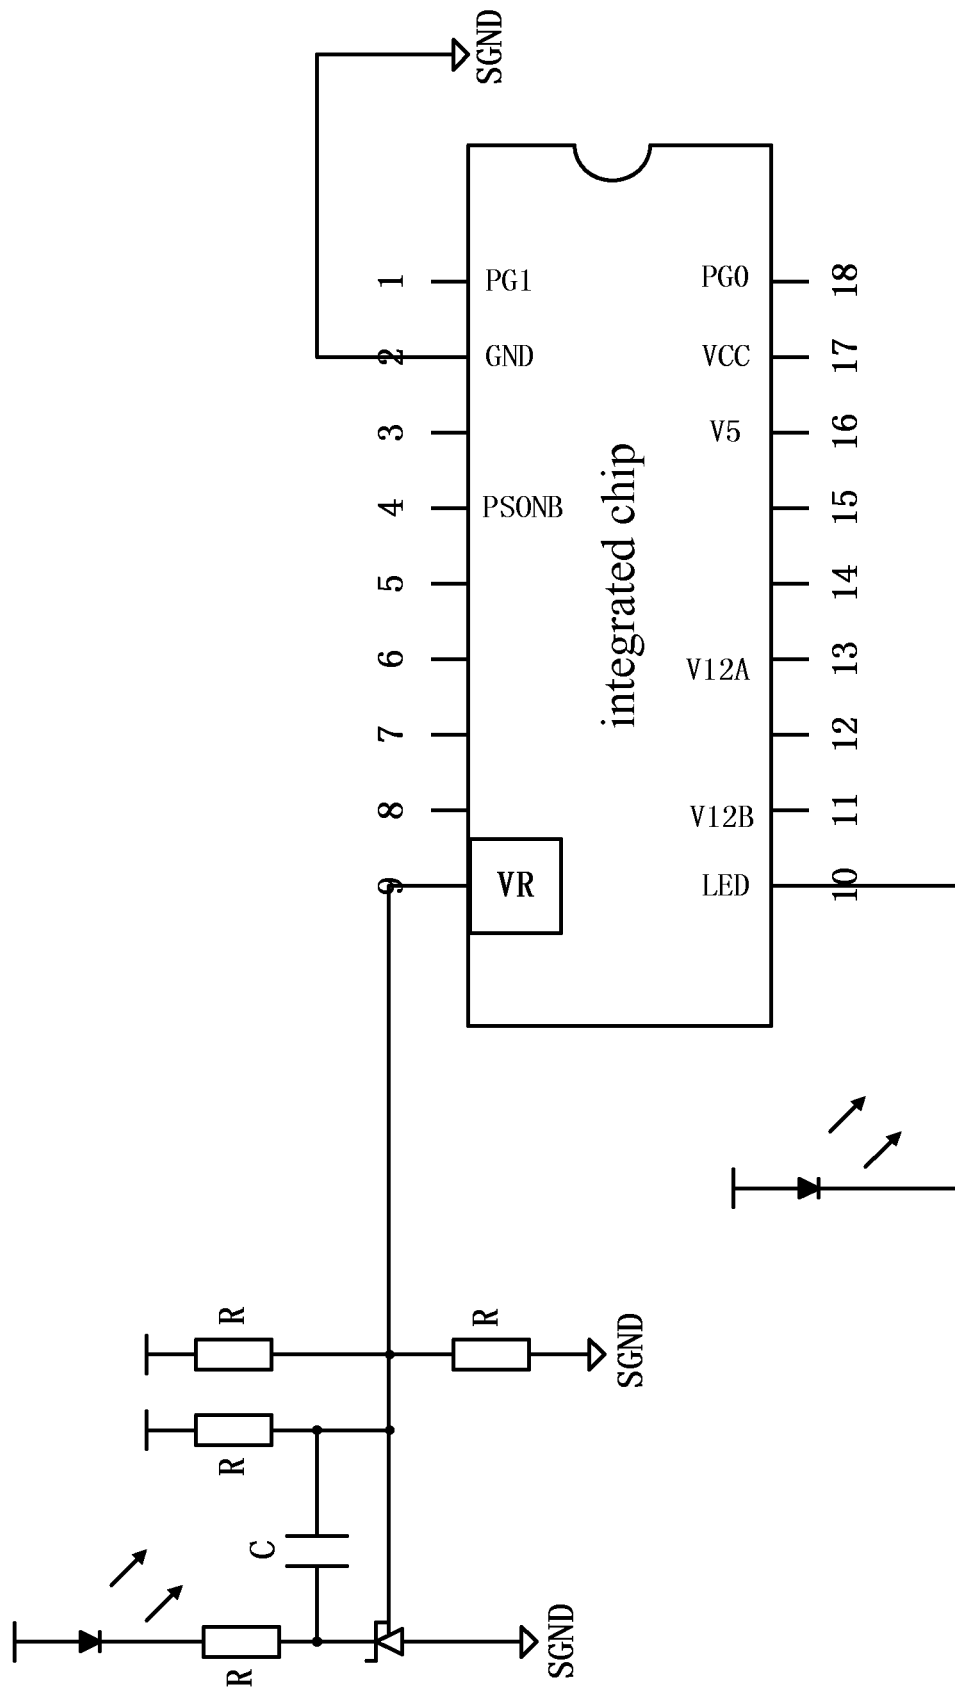 SGND
1 PG1 PG0 18
2 GND VCC 17
3 V5 16
4 PSONB 15
5 14
6 V12A 13
7 12
8 V12B 11
9 VR LED 10
integrated chip
R
R
SGND
R
C
R
SGND